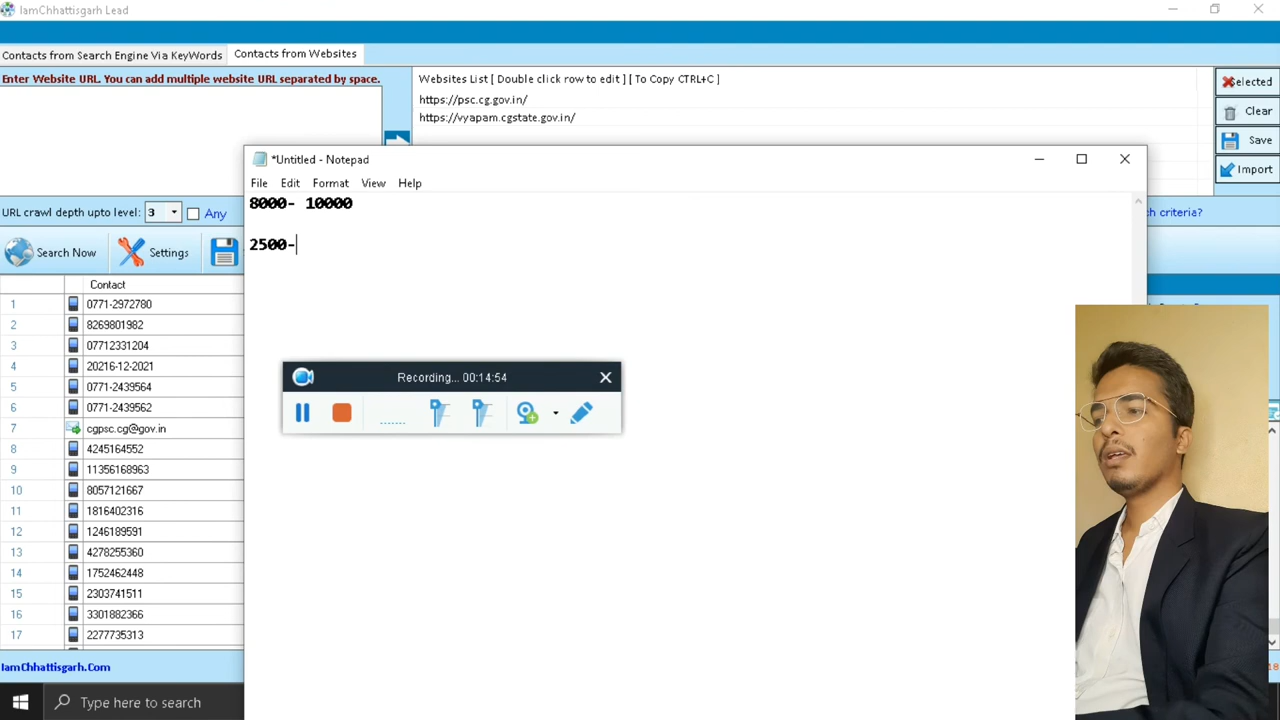 IamChhattisgarh Lead
Contacts from Search Engine Via KeyWords
Contacts from Websites
Enter Website URL. You can add multiple website URL separated by space.
Websites List [ Double click row to edit ] [ To Copy CTRL+C ]
https://psc.cg.gov.in/
https://vyapam.cgstate.gov.in/
Selected
Clear
Save
Import
*Untitled - Notepad
File Edit Format View Help
8000- 10000
2500-
URL crawl depth upto level: 3 Any
ch criteria?
Search Now
Settings
Contact
1 0771-2972780
2 8269801982
3 07712331204
4 20216-12-2021
5 0771-2439564
6 0771-2439562
7 cgpsc.cg@gov.in
8 4245164552
9 11356168963
10 8057121667
11 1816402316
12 1246189591
13 4278255360
14 1752462448
15 2303741511
16 3301882366
17 2277735313
Recording... 00:14:54
IamChhattisgarh.Com
18
Type here to search